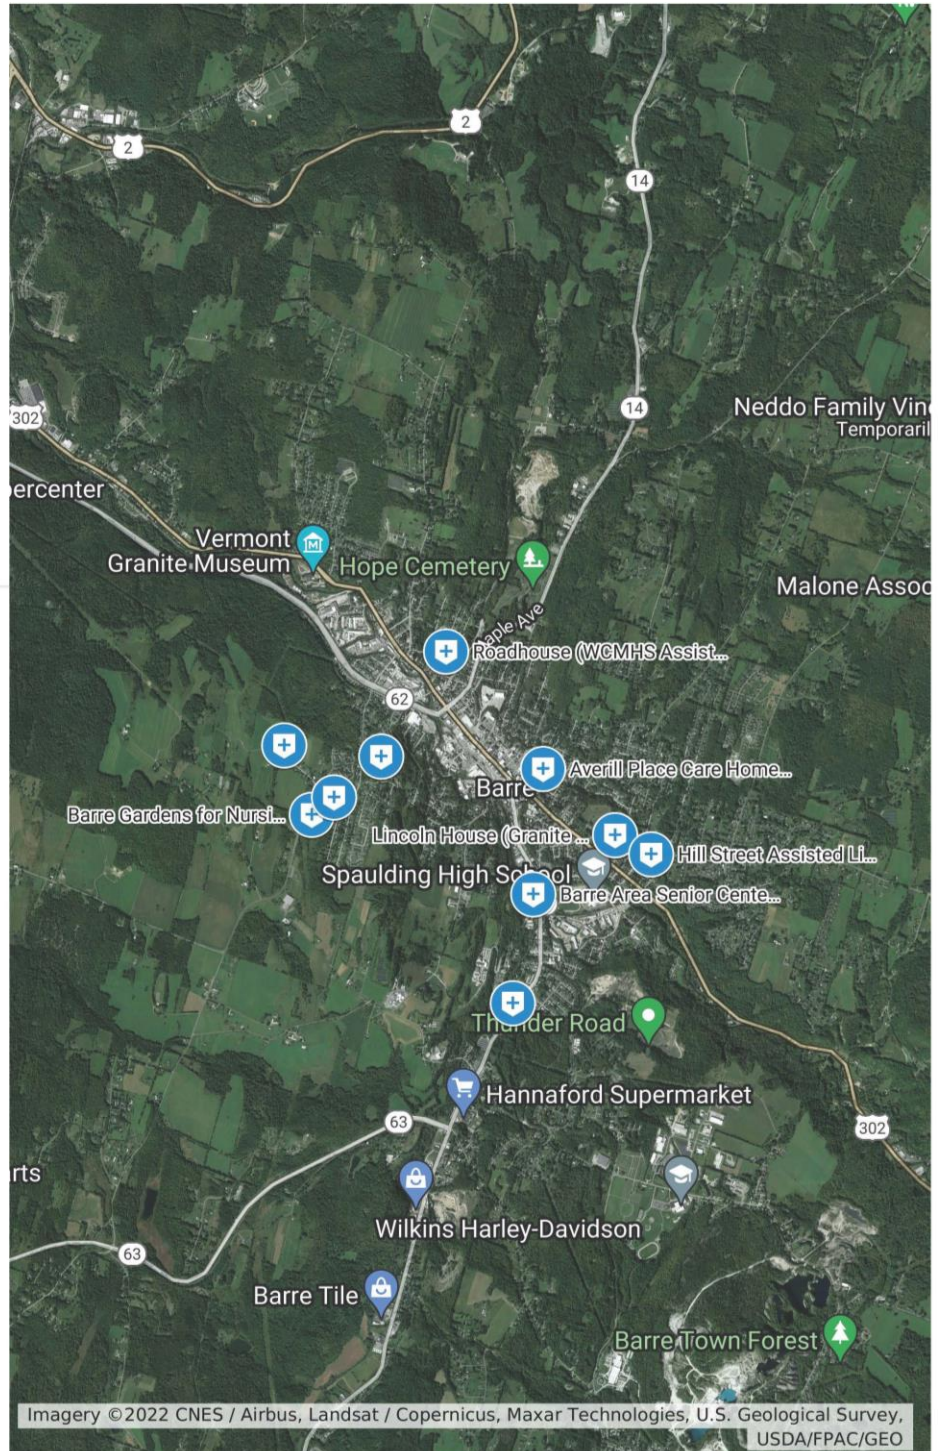 2
2
14
14
302
Neddo Family Vin
Temporaril
percenter
Vermont
Granite Museum
Hope Cemetery
Malone Assoc
aple Ave
Roadhouse (WCMHS Assist...
62
Averill Place Care Home...
Barre
Barre Gardens for Nursi...
Lincoln House (Granite ...
Hill Street Assisted Li...
Spaulding High School
Barre Area Senior Cente...
Thunder Road
Hannaford Supermarket
63
302
arts
Wilkins Harley-Davidson
63
Barre Tile
Barre Town Forest
Imagery ©2022 CNES / Airbus, Landsat / Copernicus, Maxar Technologies, U.S. Geological Survey,
USDA/FPAC/GEO